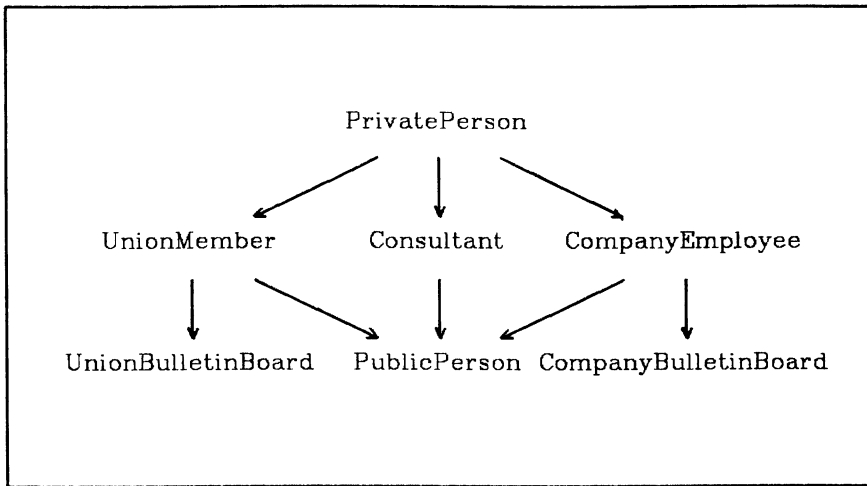 PrivatePerson
UnionMember Consultant CompanyEmployee
UnionBulletinBoard PublicPerson CompanyBulletinBoard